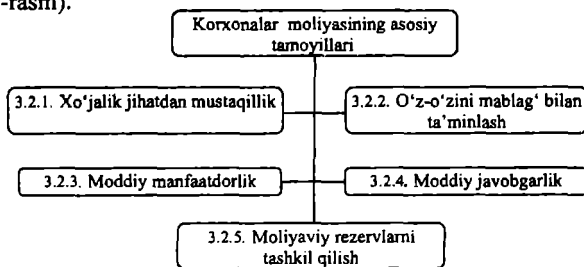 -rasm).
Korxonalar moliyasining asosiy
tamoyillari
3.2.1. Xo‘jalik jihatdan mustaqillik
3.2.2. O‘z-o‘zini mablag‘ bilan
ta’minlash
3.2.3. Moddiy manfaatdorlik
3.2.4. Moddiy javobgarlik
3.2.5. Moliyaviy rezervlarni
tashkil qilish